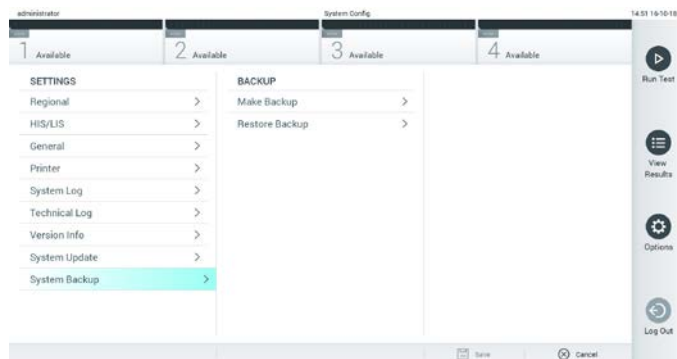 administrator
System Config
14:51 16-10-18
1 Available
2 Available
3 Available
4 Available
SETTINGS
Regional
HIS/LIS
General
Printer
System Log
Technical Log
Version Info
System Update
System Backup
BACKUP
Make Backup
Restore Backup
Run Test
View
Results
Options
Log Out
Save
Cancel